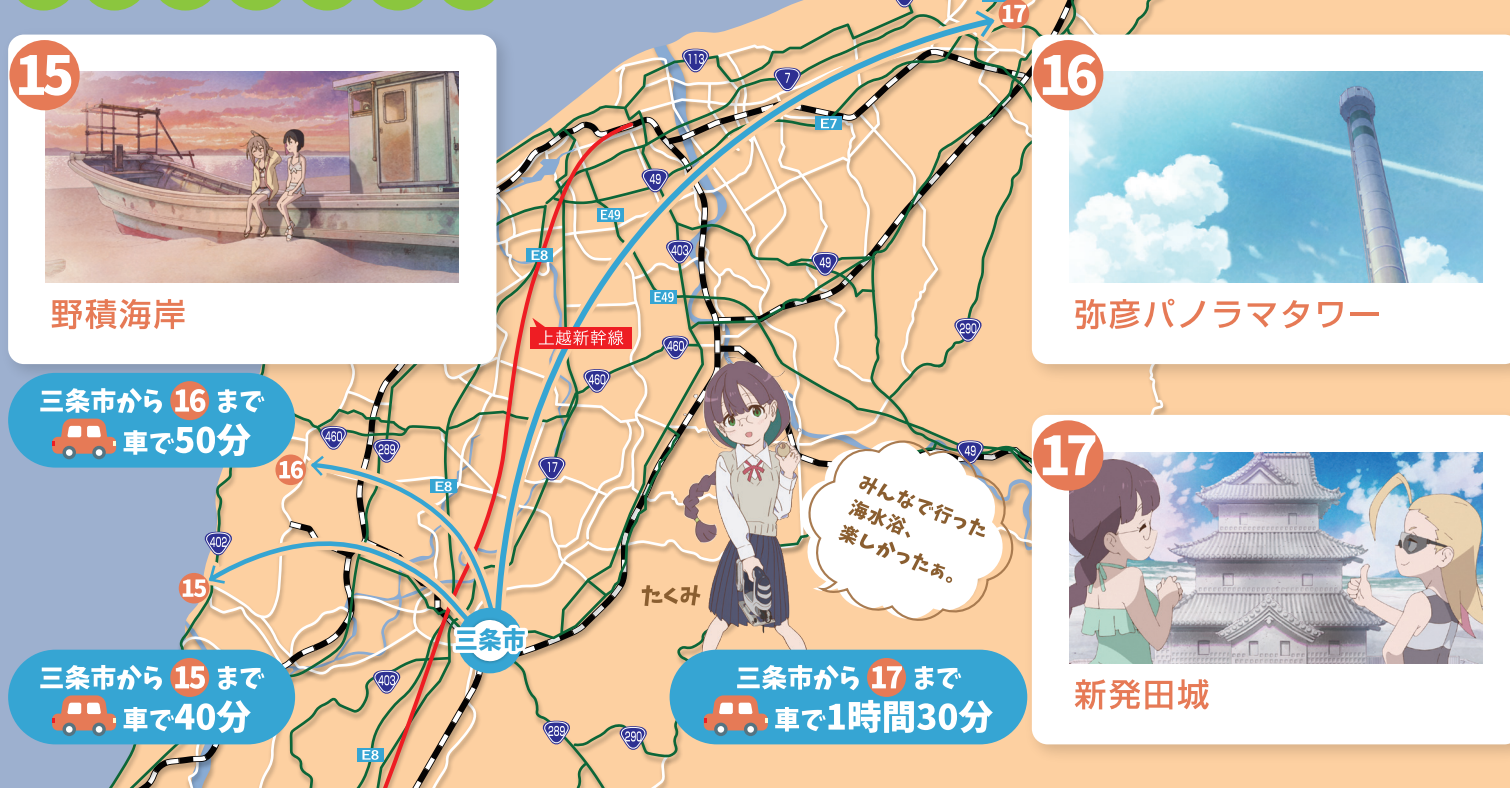 17
15
野積海岸
16
弥彦パノラマタワー
113
7
E7
49
E49
403
E8
49
E49
上越新幹線
460
290
460
三条市から 16 まで
車で50分
460
289
16
17
49
E8
みんなで行った
海水浴、
楽しかったぁ。
17
新発田城
402
15
たくみ
三条市
三条市から 15 まで
車で40分
403
三条市から 17 まで
車で1時間30分
289
290
E8